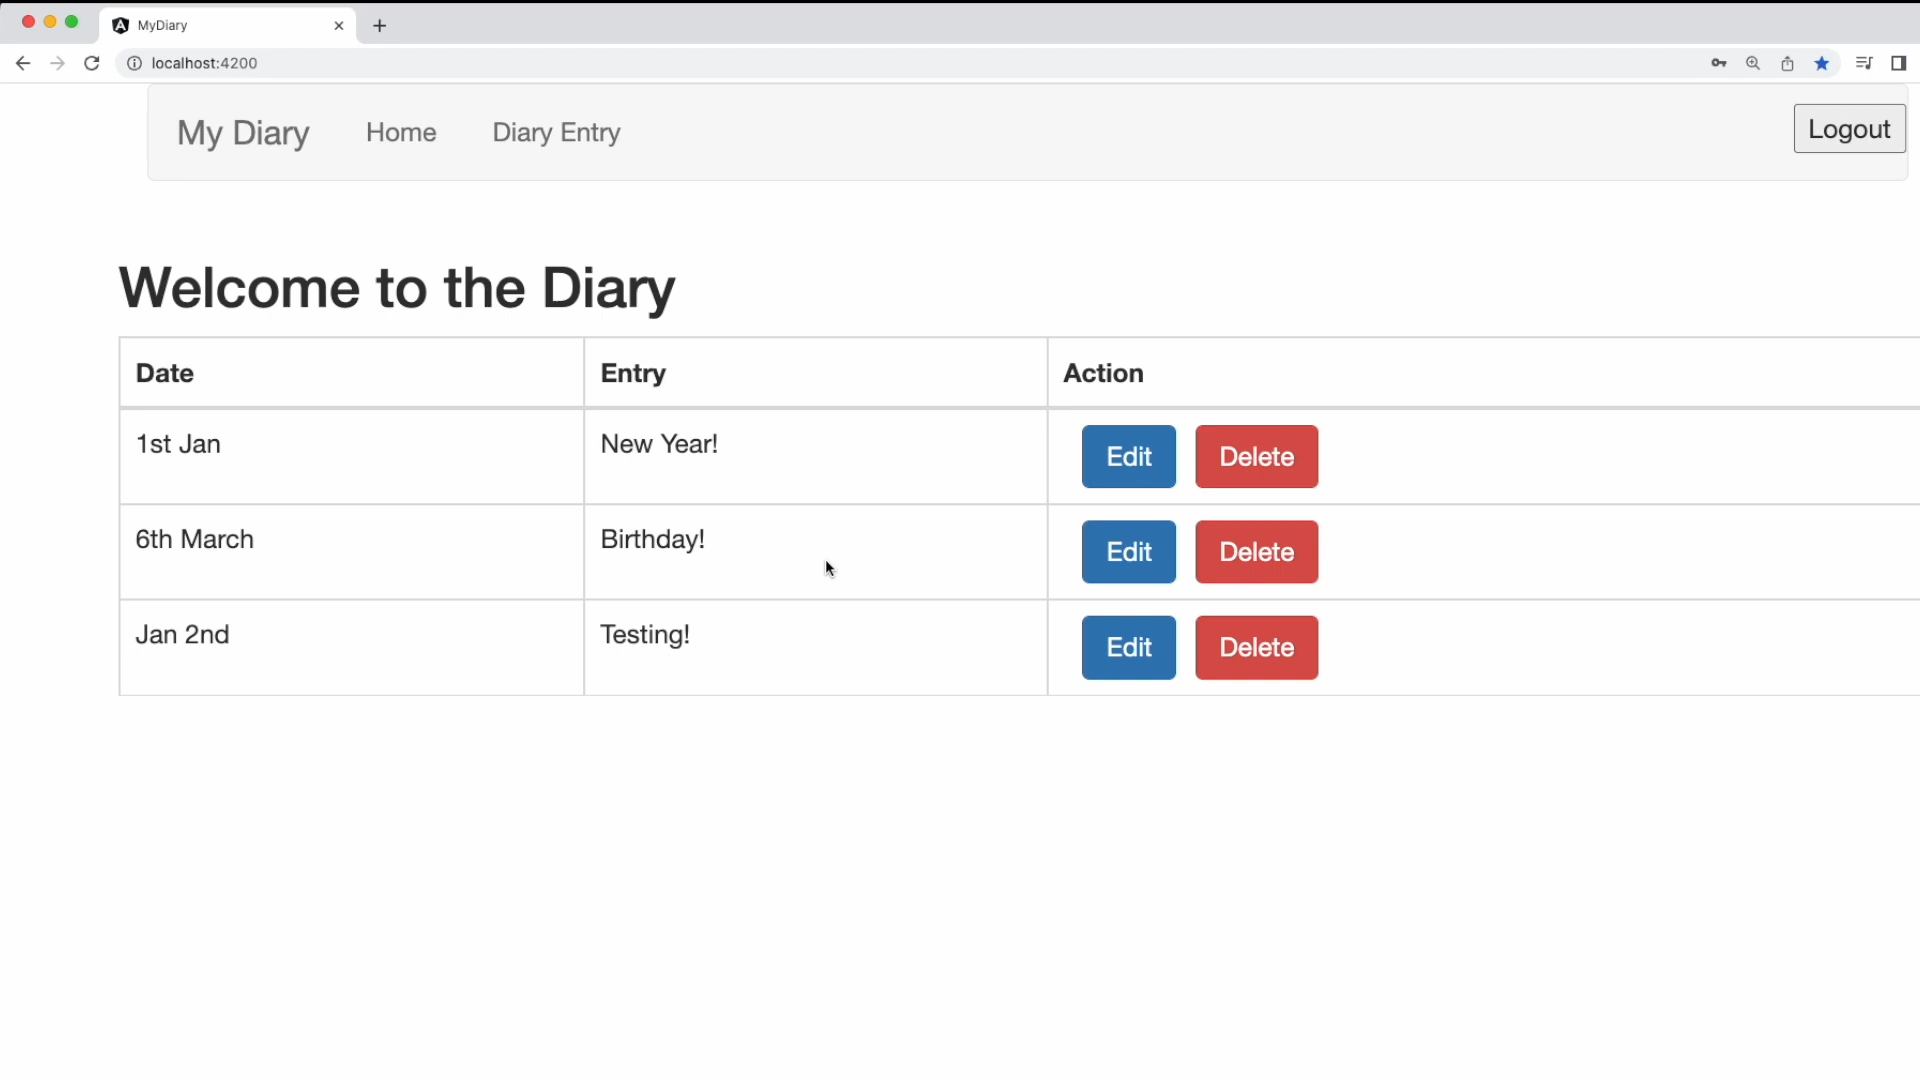 MyDiary
localhost:4200
My Diary Home Diary Entry Logout
Welcome to the Diary
Date Entry Action
1st Jan New Year! Edit Delete
6th March Birthday! Edit Delete
Jan 2nd Testing! Edit Delete